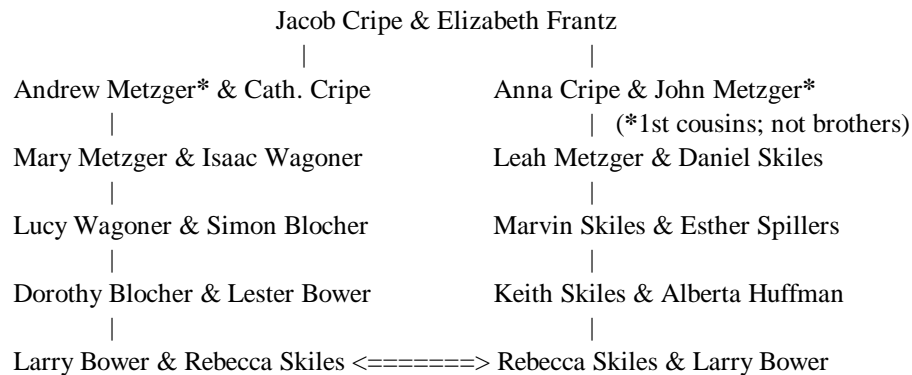 Jacob Cripe & Elizabeth Frantz
| |
Andrew Metzger* & Cath. Cripe Anna Cripe & John Metzger*
| | (*1st cousins; not brothers)
Mary Metzger & Isaac Wagoner Leah Metzger & Daniel Skiles
| |
Lucy Wagoner & Simon Blocher Marvin Skiles & Esther Spillers
| |
Dorothy Blocher & Lester Bower Keith Skiles & Alberta Huffman
| |
Larry Bower & Rebecca Skiles <=======> Rebecca Skiles & Larry Bower